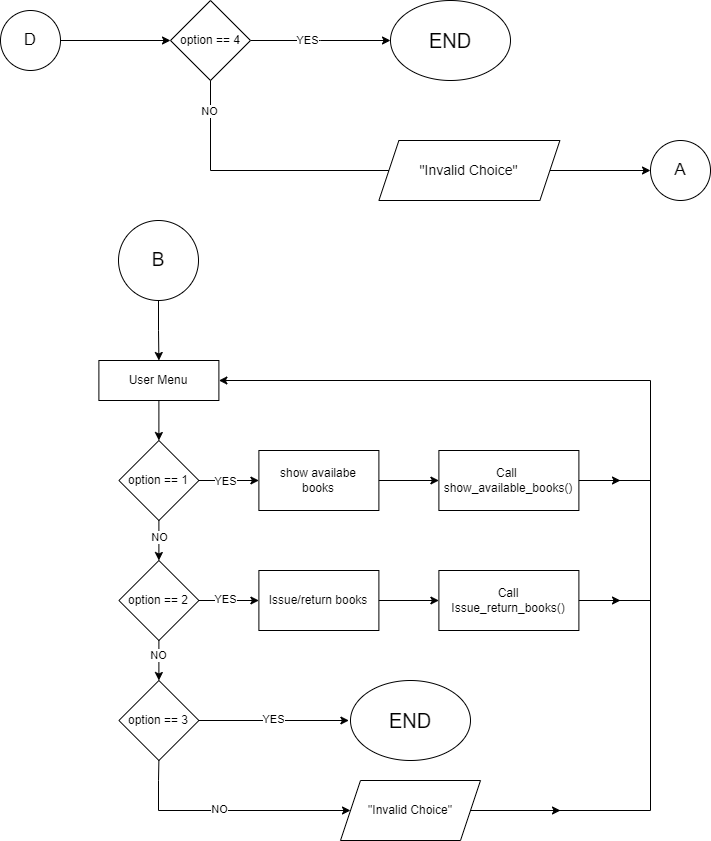 D
option == 4
YES
END
NO
"Invalid Choice"
A
B
User Menu
option == 1
YES
show availabe
books
Call
show_available_books()
NO
option == 2
YES
Issue/return books
Call
Issue_return_books()
NO
option == 3
YES
END
NO
"Invalid Choice"